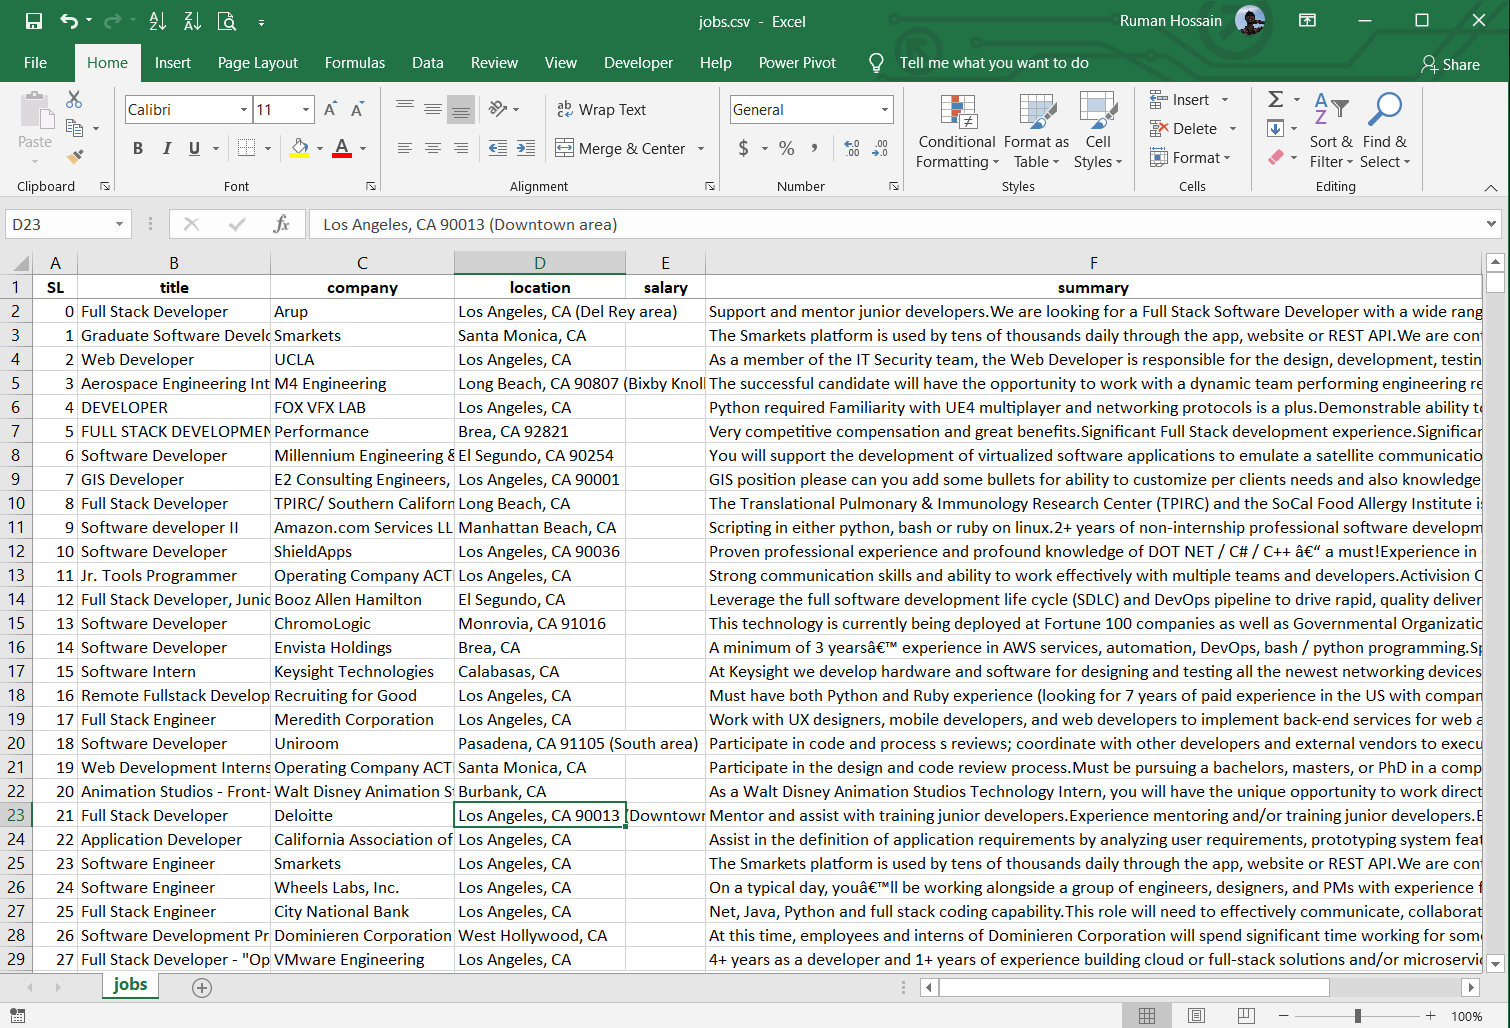 jobs.csv - Excel
Ruman Hossain
File Home Insert Page Layout Formulas Data Review View Developer Help Power Pivot Tell me what you want to do Share
Paste
Clipboard
Calibri 11
B I U
Font
Wrap Text
Merge & Center
Alignment
General
$ % ,
Number
Conditional Formatting
Format as Table
Cell Styles
Styles
Insert
Delete
Format
Cells
Sort & Filter
Find & Select
Editing
D23 fx Los Angeles, CA 90013 (Downtown area)
A B C D E F
1 SL title company location salary summary
2 0 Full Stack Developer Arup Los Angeles, CA (Del Rey area) Support and mentor junior developers.We are looking for a Full Stack Software Developer with a wide rang
3 1 Graduate Software Develo Smarkets Santa Monica, CA The Smarkets platform is used by tens of thousands daily through the app, website or REST API.We are con
4 2 Web Developer UCLA Los Angeles, CA As a member of the IT Security team, the Web Developer is responsible for the design, development, testin
5 3 Aerospace Engineering Int M4 Engineering Long Beach, CA 90807 (Bixby Knoll The successful candidate will have the opportunity to work with a dynamic team performing engineering re
6 4 DEVELOPER FOX VFX LAB Los Angeles, CA Python required Familiarity with UE4 multiplayer and networking protocols is a plus.Demonstrable ability t
7 5 FULL STACK DEVELOPMEN Performance Brea, CA 92821 Very competitive compensation and great benefits.Significant Full Stack development experience.Significan
8 6 Software Developer Millennium Engineering & El Segundo, CA 90254 You will support the development of virtualized software applications to emulate a satellite communicatio
9 7 GIS Developer E2 Consulting Engineers, Los Angeles, CA 90001 GIS position please can you add some bullets for ability to customize per clients needs and also knowledge
10 8 Full Stack Developer TPIRC/ Southern Californ Long Beach, CA The Translational Pulmonary & Immunology Research Center (TPIRC) and the SoCal Food Allergy Institute i
11 9 Software developer II Amazon.com Services LL Manhattan Beach, CA Scripting in either python, bash or ruby on linux.2+ years of non-internship professional software developm
12 10 Software Developer ShieldApps Los Angeles, CA 90036 Proven professional experience and profound knowledge of DOT NET / C# / C++ â€“ a must!Experience in
13 11 Jr. Tools Programmer Operating Company ACT Los Angeles, CA Strong communication skills and ability to work effectively with multiple teams and developers.Activision C
14 12 Full Stack Developer, Junio Booz Allen Hamilton El Segundo, CA Leverage the full software development life cycle (SDLC) and DevOps pipeline to drive rapid, quality deliver
15 13 Software Developer ChromoLogic Monrovia, CA 91016 This technology is currently being deployed at Fortune 100 companies as well as Governmental Organizatio
16 14 Software Developer Envista Holdings Brea, CA A minimum of 3 yearsâ€™ experience in AWS services, automation, DevOps, bash / python programming.Sp
17 15 Software Intern Keysight Technologies Calabasas, CA At Keysight we develop hardware and software for designing and testing all the newest networking devices
18 16 Remote Fullstack Develop Recruiting for Good Los Angeles, CA Must have both Python and Ruby experience (looking for 7 years of paid experience in the US with compan
19 17 Full Stack Engineer Meredith Corporation Los Angeles, CA Work with UX designers, mobile developers, and web developers to implement back-end services for web a
20 18 Software Developer Uniroom Pasadena, CA 91105 (South area) Participate in code and process s reviews; coordinate with other developers and external vendors to execu
21 19 Web Development Interns Operating Company ACT Santa Monica, CA Participate in the design and code review process.Must be pursuing a bachelors, masters, or PhD in a comp
22 20 Animation Studios - Front- Walt Disney Animation S Burbank, CA As a Walt Disney Animation Studios Technology Intern, you will have the unique opportunity to work direct
23 21 Full Stack Developer Deloitte Los Angeles, CA 90013 (Downtown Mentor and assist with training junior developers.Experience mentoring and/or training junior developers.E
24 22 Application Developer California Association of Los Angeles, CA Assist in the definition of application requirements by analyzing user requirements, prototyping system feat
25 23 Software Engineer Smarkets Los Angeles, CA The Smarkets platform is used by tens of thousands daily through the app, website or REST API.We are con
26 24 Software Engineer Wheels Labs, Inc. Los Angeles, CA On a typical day, youâ€™ll be working alongside a group of engineers, designers, and PMs with experience f
27 25 Full Stack Engineer City National Bank Los Angeles, CA Net, Java, Python and full stack coding capability.This role will need to effectively communicate, collaborat
28 26 Software Development Pr Dominieren Corporation West Hollywood, CA At this time, employees and interns of Dominieren Corporation will spend significant time working for som
29 27 Full Stack Developer - "Op VMware Engineering Los Angeles, CA 4+ years as a developer and 1+ years of experience building cloud or full-stack solutions and/or microservi
jobs
100%